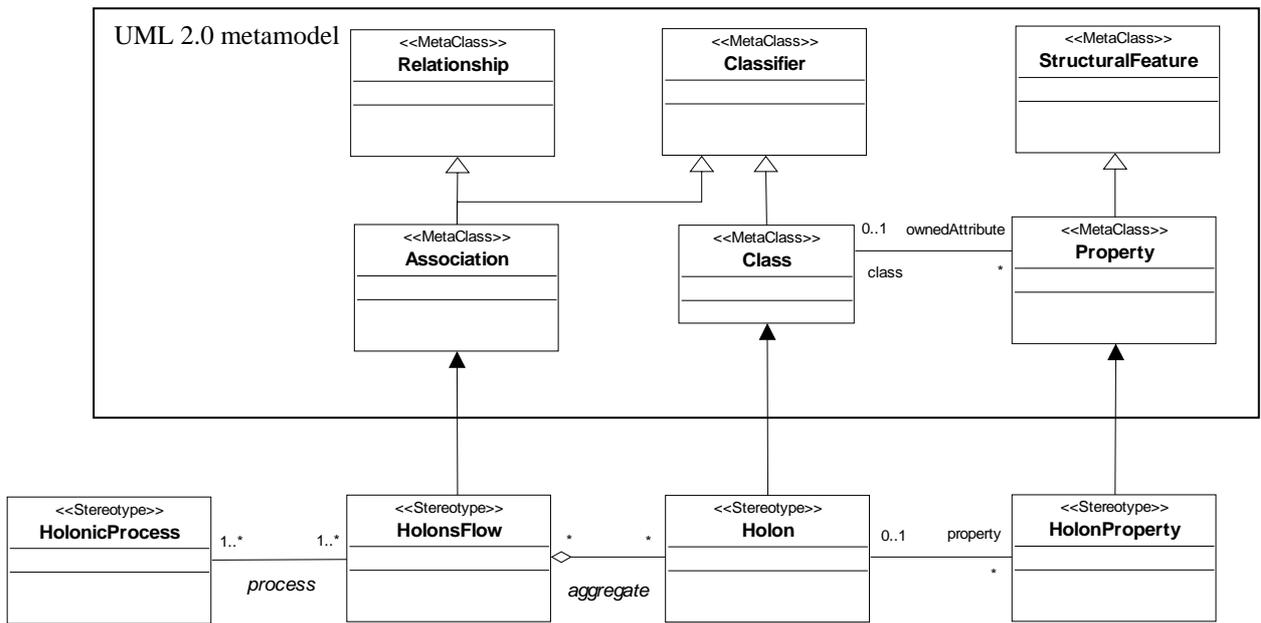 UML 2.0 metamodel
<<MetaClass>>
Relationship
<<MetaClass>>
Classifier
<<MetaClass>>
StructuralFeature
<<MetaClass>>
Association
<<MetaClass>>
Class
0..1 ownedAttribute
class *
<<MetaClass>>
Property
<<Stereotype>>
HolonicProcess
1..* 1..*
process
<<Stereotype>>
HolonsFlow
* *
aggregate
<<Stereotype>>
Holon
0..1 property
*
<<Stereotype>>
HolonProperty